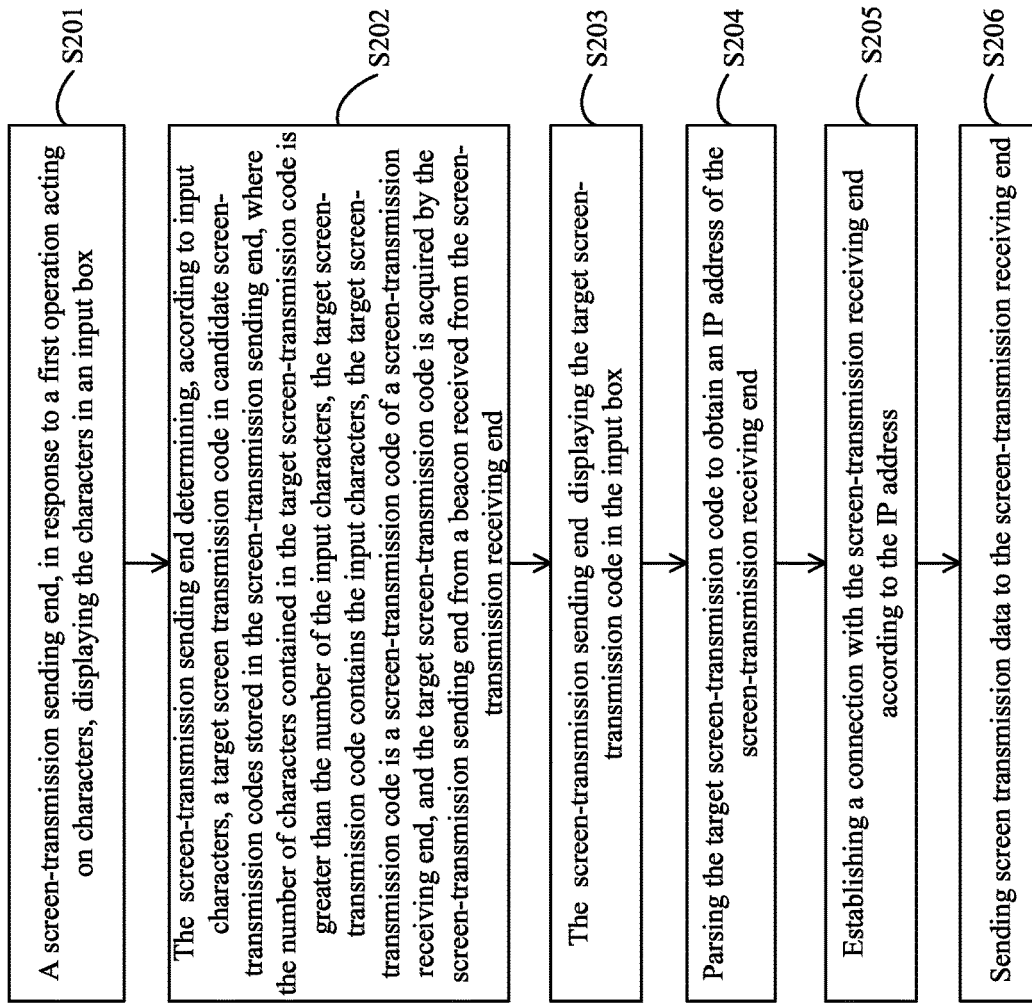 A screen-transmission sending end, in response to a first operation acting
on characters, displaying the characters in an input box
S201
The screen-transmission sending end determining, according to input
characters, a target screen transmission code in candidate screen-
transmission codes stored in the screen-transmission sending end, where
the number of characters contained in the target screen-transmission code is
greater than the number of the input characters, the target screen-
transmission code contains the input characters, the target screen-
transmission code is a screen-transmission code of a screen-transmission
receiving end, and the target screen-transmission code is acquired by the
screen-transmission sending end from a beacon received from the screen-
transmission receiving end
S202
The screen-transmission sending end displaying the target screen-
transmission code in the input box
S203
Parsing the target screen-transmission code to obtain an IP address of the
screen-transmission receiving end
S204
Establishing a connection with the screen-transmission receiving end
according to the IP address
S205
Sending screen transmission data to the screen-transmission receiving end
S206